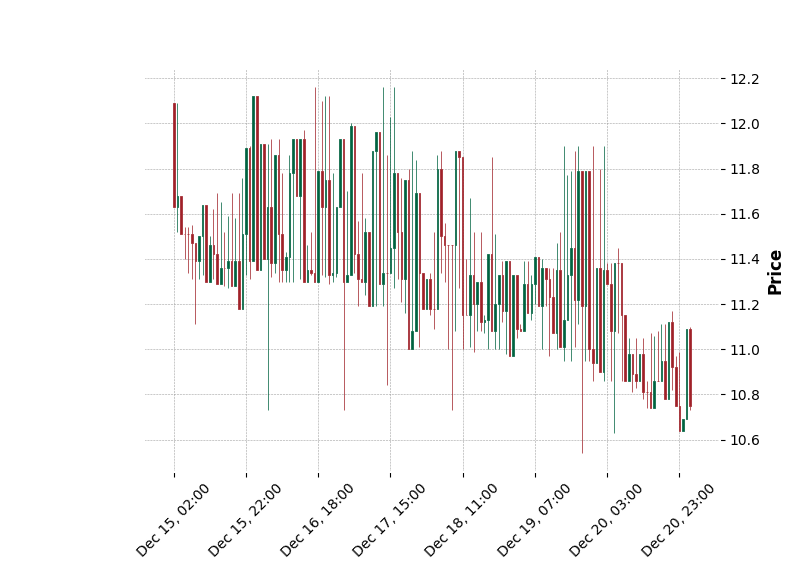 12.2
12.0
11.8
11.6
11.4
11.2
11.0
10.8
10.6
Price
Dec 15, 02:00
Dec 15, 22:00
Dec 16, 18:00
Dec 17, 15:00
Dec 18, 11:00
Dec 19, 07:00
Dec 20, 03:00
Dec 20, 23:00